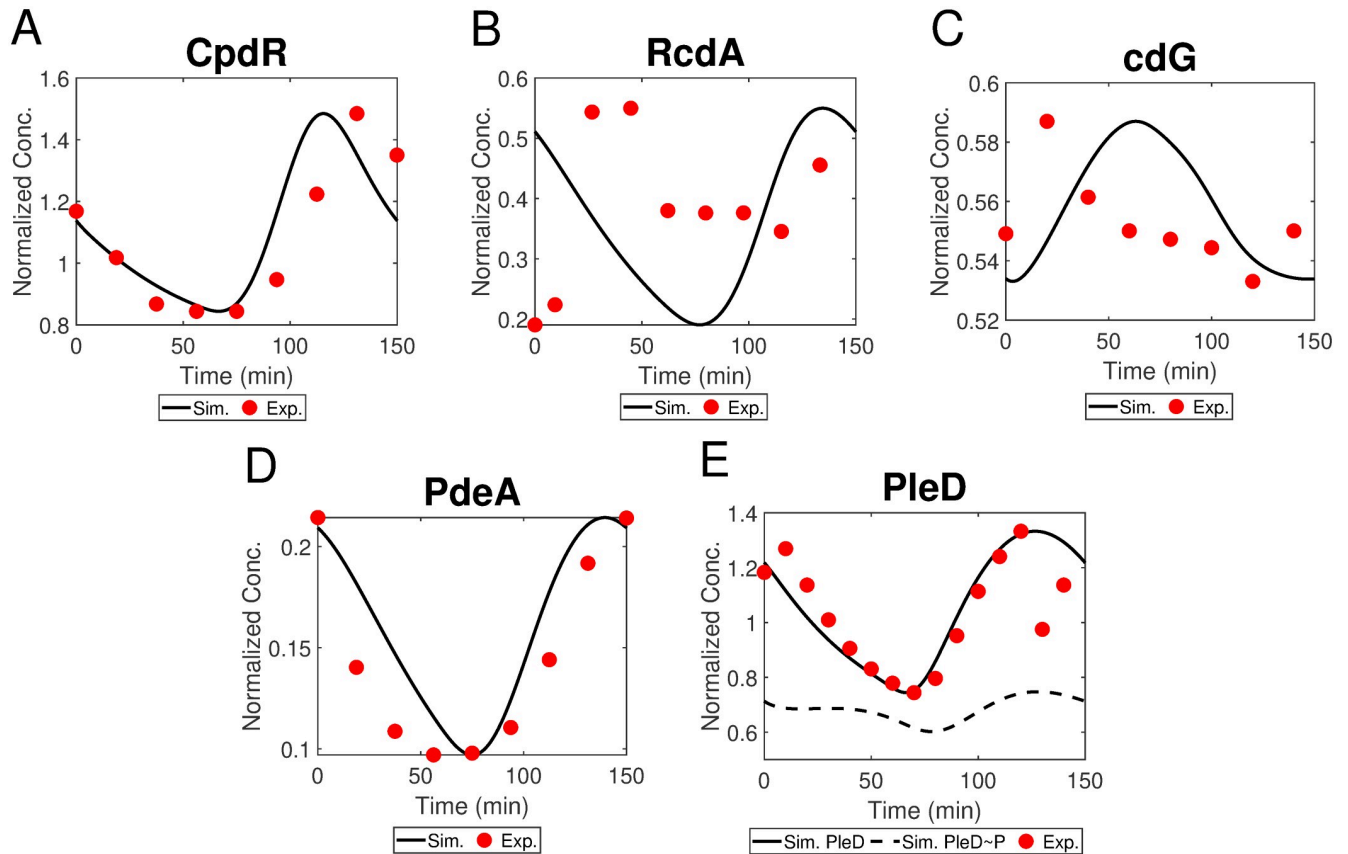 A
CpdR
Normalized Conc.
1.6
1.4
1.2
1
0.8
0
50
100
150
Time (min)
Sim. Exp.
B
RcdA
Normalized Conc.
0.6
0.5
0.4
0.3
0.2
0
50
100
150
Time (min)
Sim. Exp.
C
cdG
Normalized Conc.
0.6
0.58
0.56
0.54
0.52
0
50
100
150
Time (min)
Sim. Exp.
D
PdeA
Normalized Conc.
0.2
0.15
0.1
0
50
100
150
Time (min)
Sim. Exp.
E
PleD
Normalized Conc.
1.4
1.2
1
0.8
0.6
0
50
100
150
Time (min)
Sim. PleD Sim. PleD~P Exp.